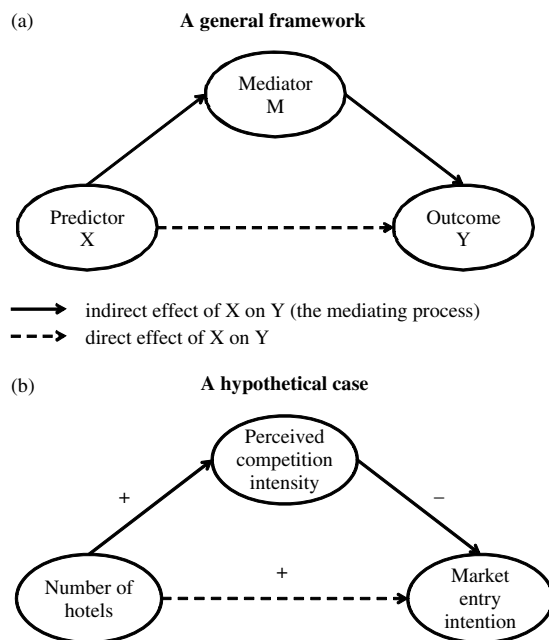 (a) A general framework
Mediator
M
Predictor
X
Outcome
Y
indirect effect of X on Y (the mediating process)
direct effect of X on Y
(b) A hypothetical case
Perceived
competition
intensity
+
−
Number of
hotels
+
Market
entry
intention